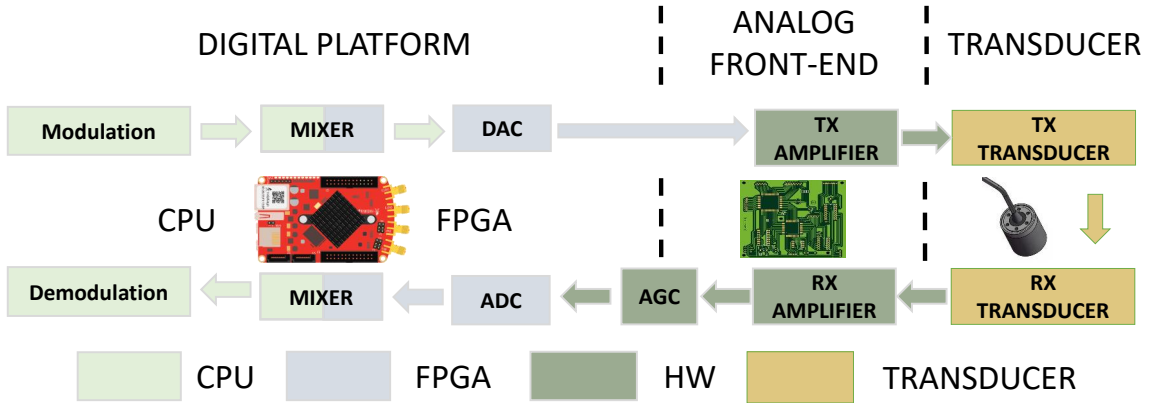 DIGITAL PLATFORM
ANALOG
FRONT-END
TRANSDUCER
Modulation
MIXER
DAC
TX
AMPLIFIER
TX
TRANSDUCER
CPU
FPGA
Demodulation
MIXER
ADC
AGC
RX
AMPLIFIER
RX
TRANSDUCER
CPU
FPGA
HW
TRANSDUCER